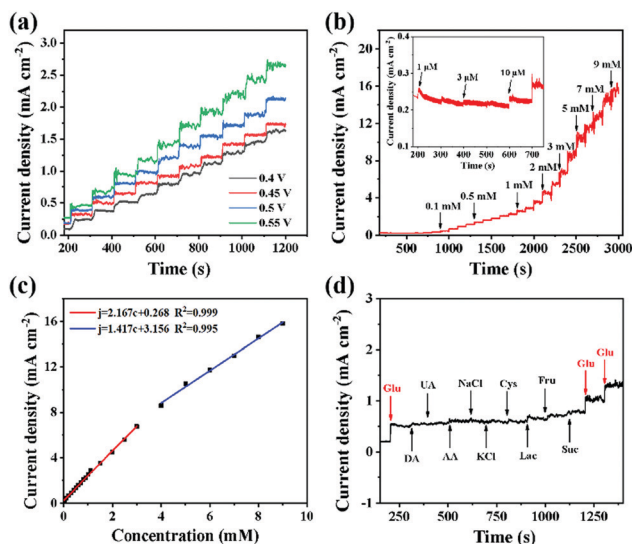 (a)
Current density (mA cm⁻²)
3.0
2.5
2.0
1.5
1.0
0.5
0.0
0.4 V
0.45 V
0.5 V
0.55 V
200 400 600 800 1000 1200
Time (s)
(b)
Current density (mA cm⁻²)
20
16
12
8
4
0
Current density (mA cm⁻²)
0.4
0.3
0.2
0.1
1 μM
3 μM
10 μM
200 300 400 500 600 700
Time (s)
0.1 mM
0.5 mM
1 mM
2 mM
3 mM
5 mM
7 mM
9 mM
0 500 1000 1500 2000 2500 3000
Time (s)
(c)
Current density (mA cm⁻²)
16
12
8
4
0
j=2.167c+0.268 R²=0.999
j=1.417c+3.156 R²=0.995
0 2 4 6 8 10
Concentration (mM)
(d)
Current density (mA cm⁻²)
3
2
1
0
-1
Glu
DA
UA
AA
NaCl
KCl
Cys
Lac
Fru
Suc
Glu
Glu
250 500 750 1000 1250
Time (s)